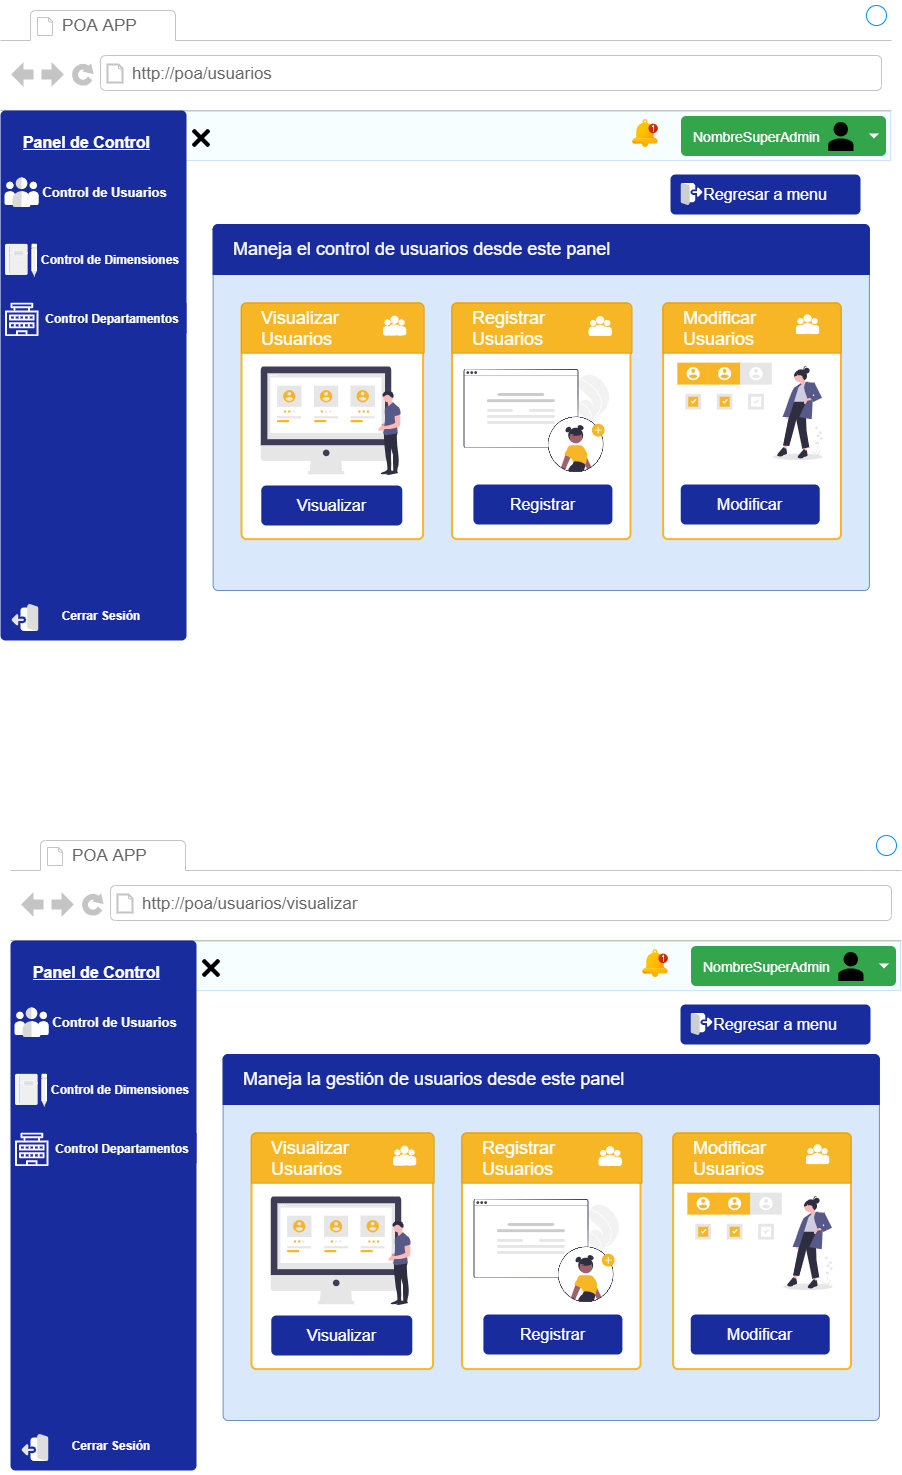 POA APP
http://poa/usuarios
Panel de Control
1
NombreSuperAdmin
Control de Usuarios
Regresar a menu
Maneja el control de usuarios desde este panel
Control de Dimensiones
Control Departamentos
Visualizar
Usuarios
Registrar
Usuarios
Modificar
Usuarios
Visualizar
Registrar
Modificar
Cerrar Sesión
POA APP
http://poa/usuarios/visualizar
Panel de Control
1
NombreSuperAdmin
Control de Usuarios
Regresar a menu
Maneja la gestión de usuarios desde este panel
Control de Dimensiones
Control Departamentos
Visualizar
Usuarios
Registrar
Usuarios
Modificar
Usuarios
Visualizar
Registrar
Modificar
Cerrar Sesión